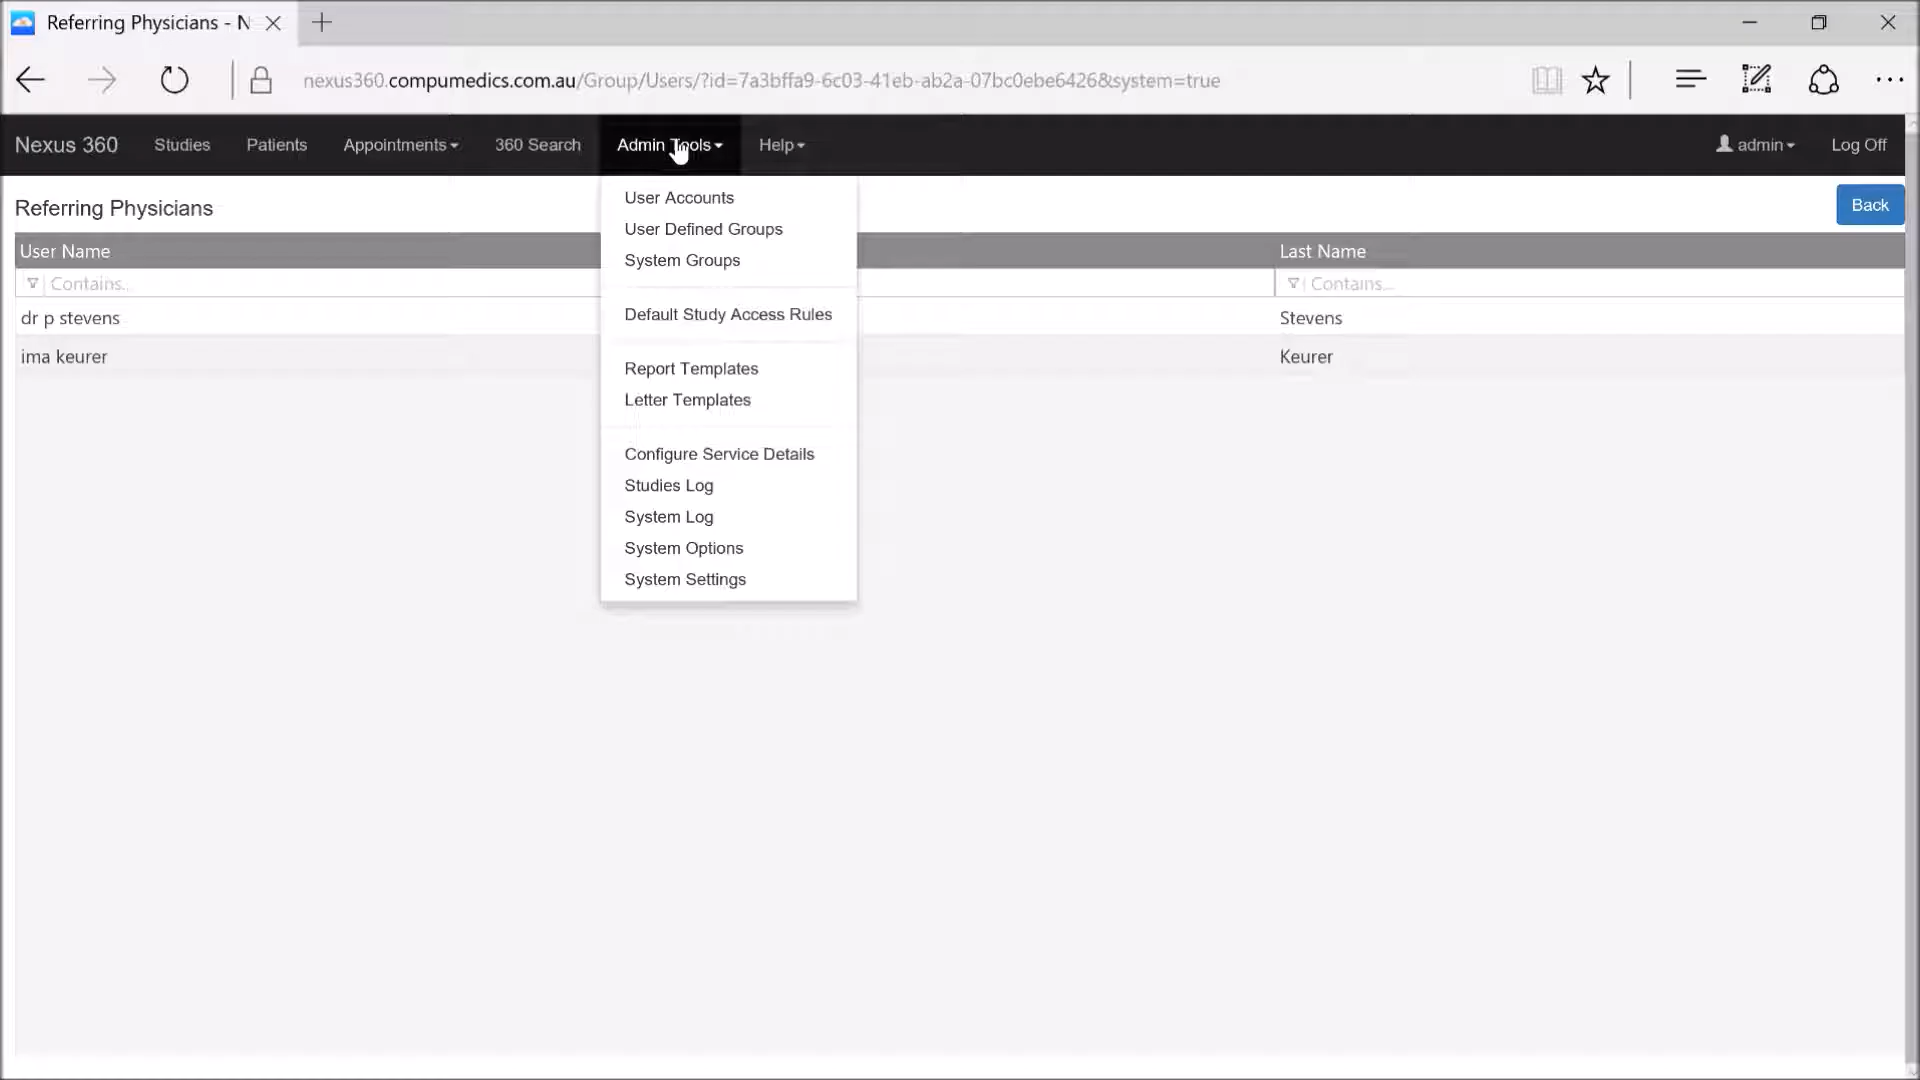 Referring Physicians - N
nexus360.compumedics.com.au/Group/Users/?id=7a3bffa9-6c03-41eb-ab2a-07bc0ebe6426&system=true
Nexus 360 Studies Patients Appointments 360 Search Admin Tools Help admin Log Off
Referring Physicians
Back
User Name
Last Name
Contains...
Contains...
dr p stevens
Stevens
ima keurer
Keurer
User Accounts
User Defined Groups
System Groups
Default Study Access Rules
Report Templates
Letter Templates
Configure Service Details
Studies Log
System Log
System Options
System Settings